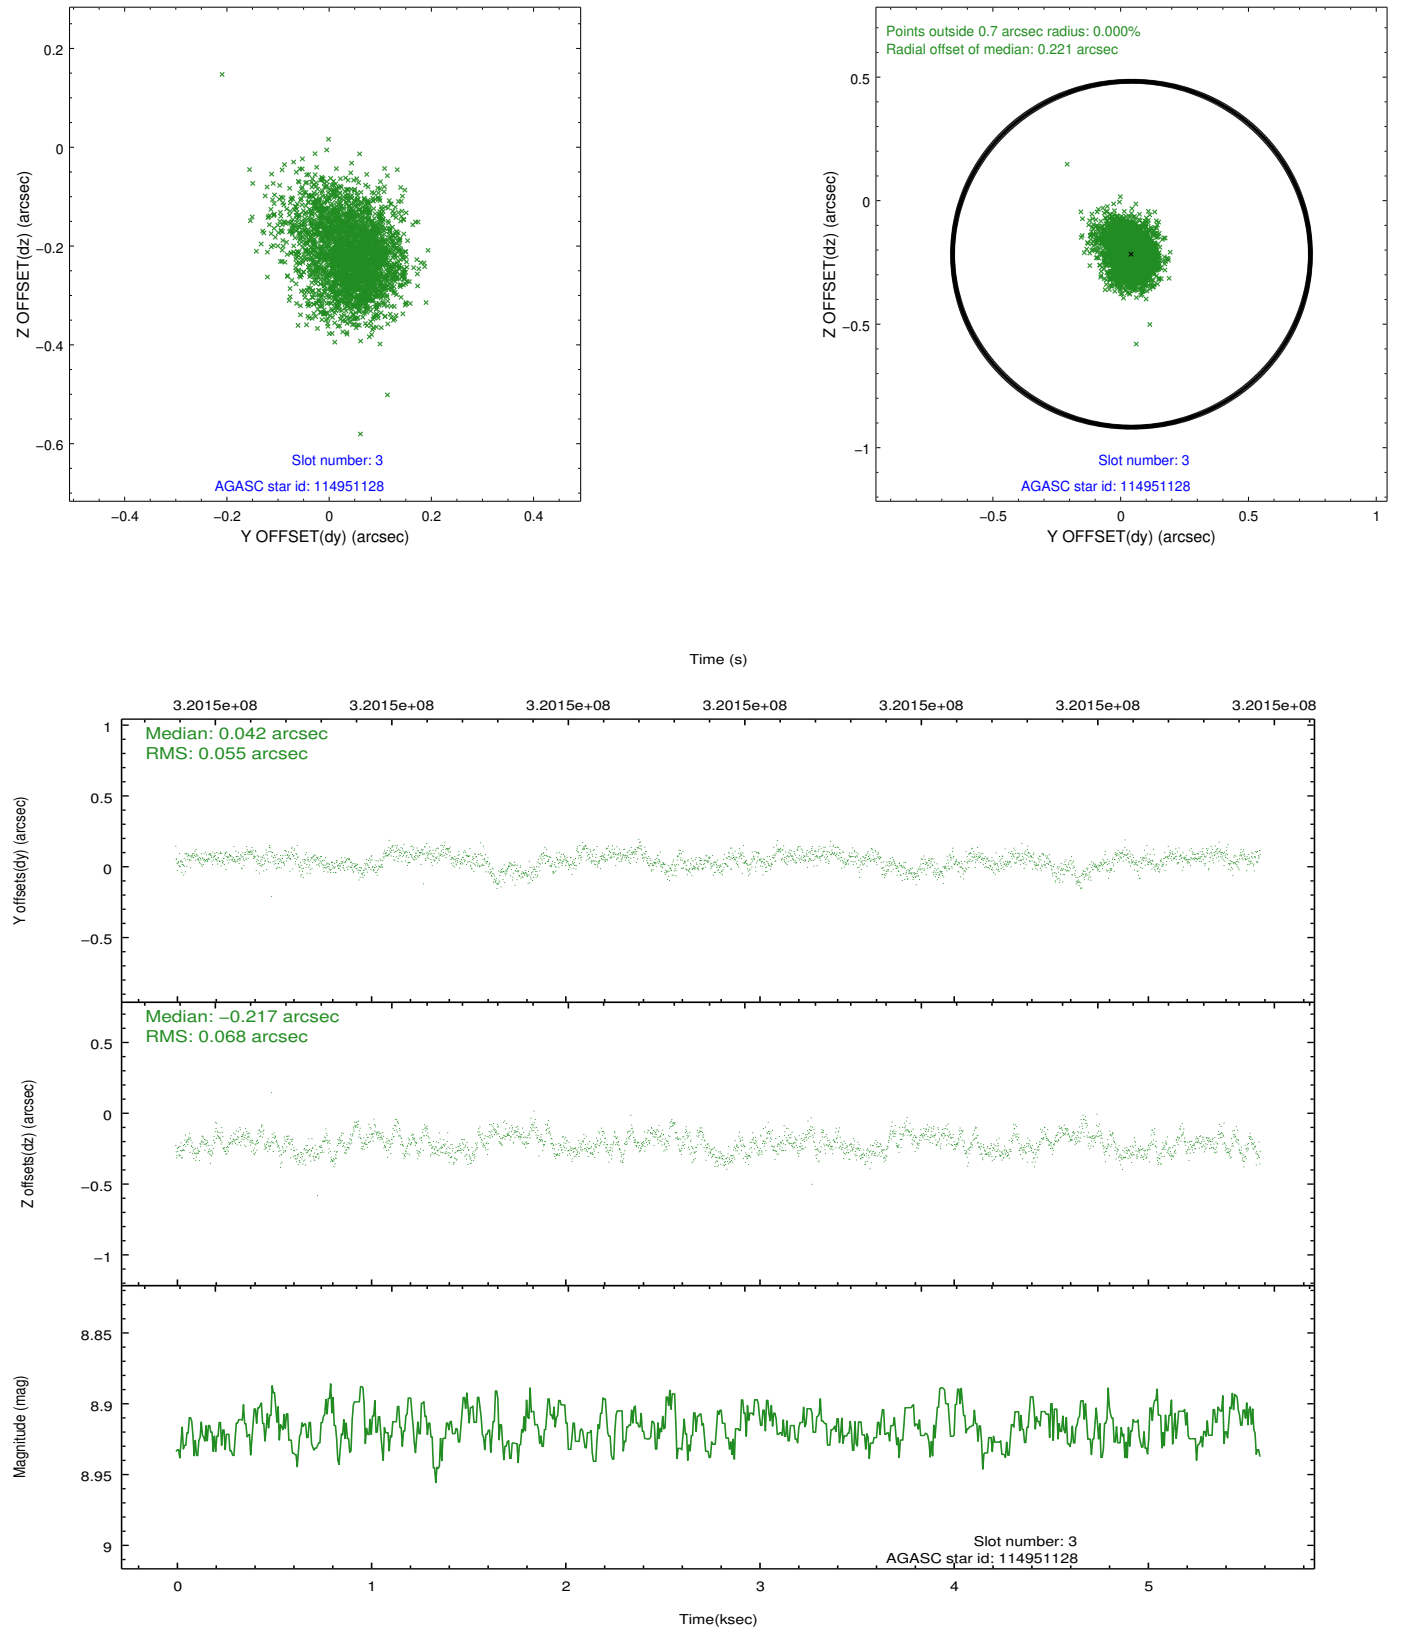 0.2
0
−0.2
−0.4
−0.6
Z OFFSET(dz) (arcsec)
Slot number: 3
AGASC star id: 114951128
−0.4
−0.2
0
0.2
0.4
Y OFFSET(dy) (arcsec)
Points outside 0.7 arcsec radius: 0.000%
Radial offset of median: 0.221 arcsec
0.5
0
−0.5
−1
Z OFFSET(dz) (arcsec)
Slot number: 3
AGASC star id: 114951128
−0.5
0
0.5
1
Y OFFSET(dy) (arcsec)
Time (s)
3.2015e+08
3.2015e+08
3.2015e+08
3.2015e+08
3.2015e+08
3.2015e+08
3.2015e+08
Median: 0.042 arcsec
RMS: 0.055 arcsec
1
0.5
0
−0.5
Y offsets(dy) (arcsec)
Median: −0.217 arcsec
RMS: 0.068 arcsec
0.5
0
−0.5
−1
Z offsets(dz) (arcsec)
8.85
8.9
8.95
9
Magnitude (mag)
Slot number: 3
AGASC star id: 114951128
0
1
2
3
4
5
Time(ksec)